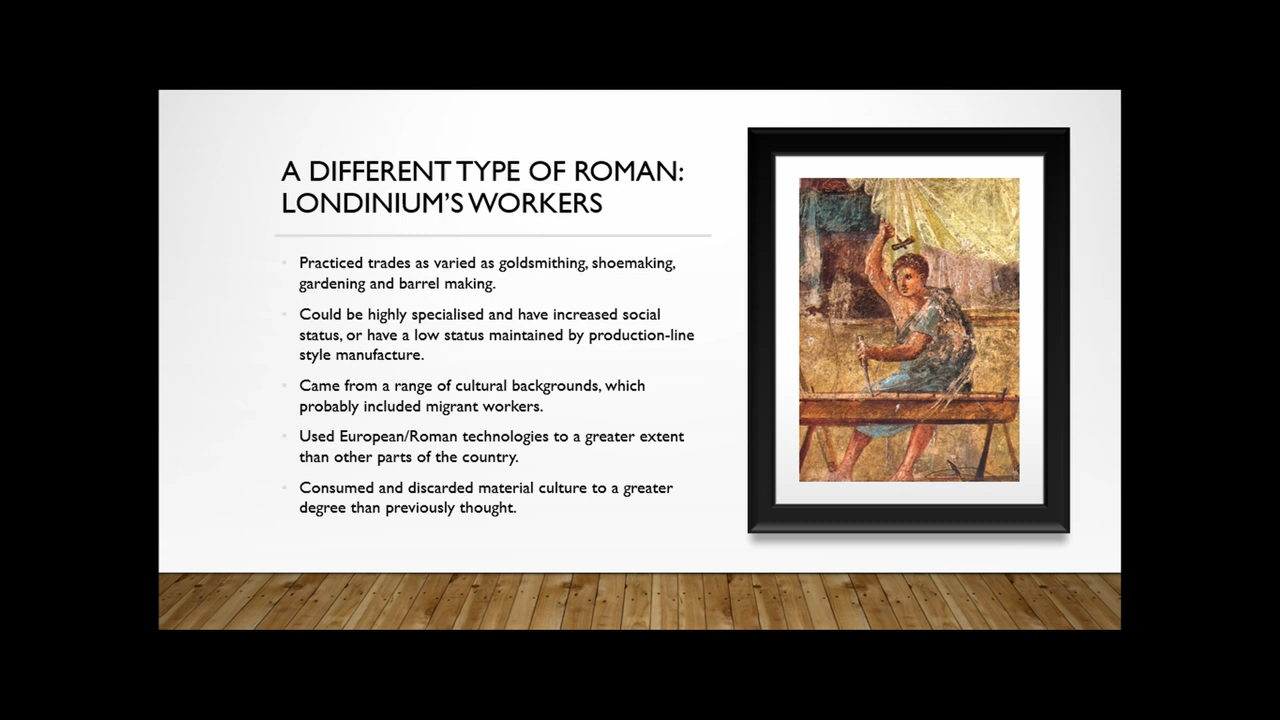 A DIFFERENT TYPE OF ROMAN:
LONDINIUM'S WORKERS
Practiced trades as varied as goldsmithing, shoemaking,
gardening and barrel making.
Could be highly specialised and have increased social
status, or have a low status maintained by production-line
style manufacture.
Came from a range of cultural backgrounds, which
probably included migrant workers.
Used European/Roman technologies to a greater extent
than other parts of the country.
Consumed and discarded material culture to a greater
degree than previously thought.